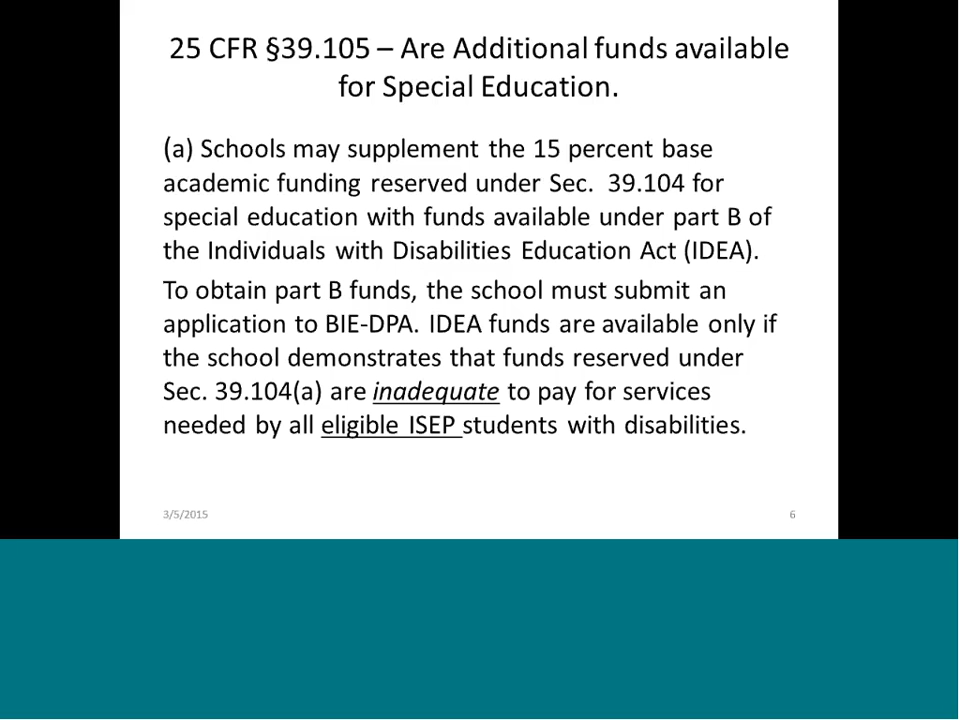 25 CFR §39.105 – Are Additional funds available
for Special Education.
(a) Schools may supplement the 15 percent base
academic funding reserved under Sec. 39.104 for
special education with funds available under part B of
the Individuals with Disabilities Education Act (IDEA).
To obtain part B funds, the school must submit an
application to BIE-DPA. IDEA funds are available only if
the school demonstrates that funds reserved under
Sec. 39.104(a) are inadequate to pay for services
needed by all eligible ISEP students with disabilities.
3/5/2015 6